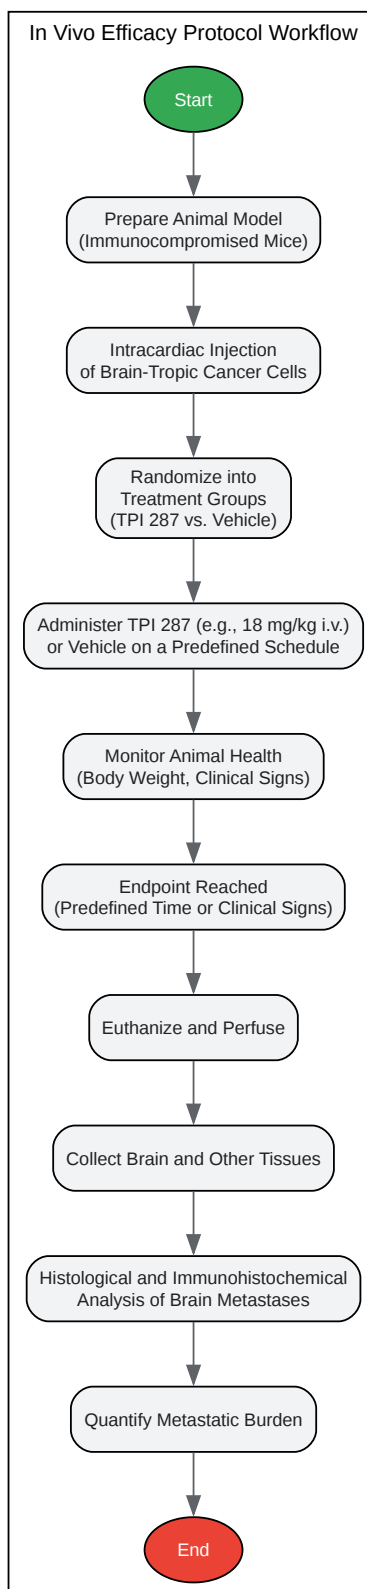 In Vivo Efficacy Protocol Workflow
Start
Prepare Animal Model
(Immunocompromised Mice)
Intracardiac Injection
of Brain-Tropic Cancer Cells
Randomize into
Treatment Groups
(TPI 287 vs. Vehicle)
Administer TPI 287 (e.g., 18 mg/kg i.v.)
or Vehicle on a Predefined Schedule
Monitor Animal Health
(Body Weight, Clinical Signs)
Endpoint Reached
(Predefined Time or Clinical Signs)
Euthanize and Perfuse
Collect Brain and Other Tissues
Histological and Immunohistochemical
Analysis of Brain Metastases
Quantify Metastatic Burden
End